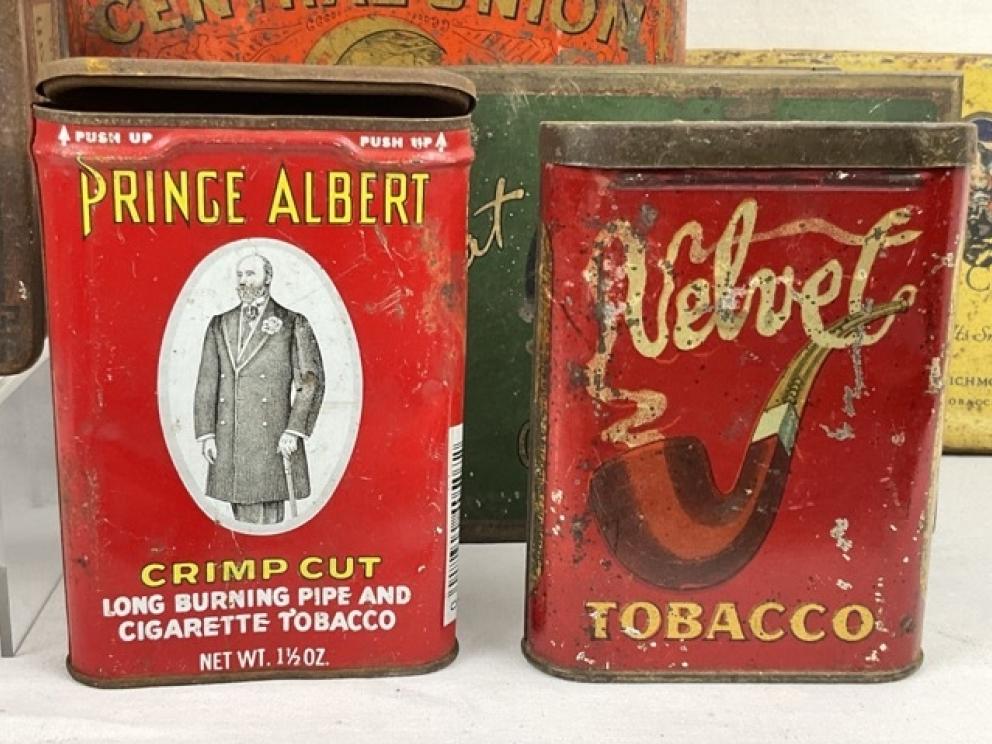 CENTRAL UNION
PUSH UP PUSH UP
PRINCE ALBERT
CRIMP CUT
LONG BURNING PIPE AND
CIGARETTE TOBACCO
NET WT. 1½ OZ.
Velvet
TOBACCO
at